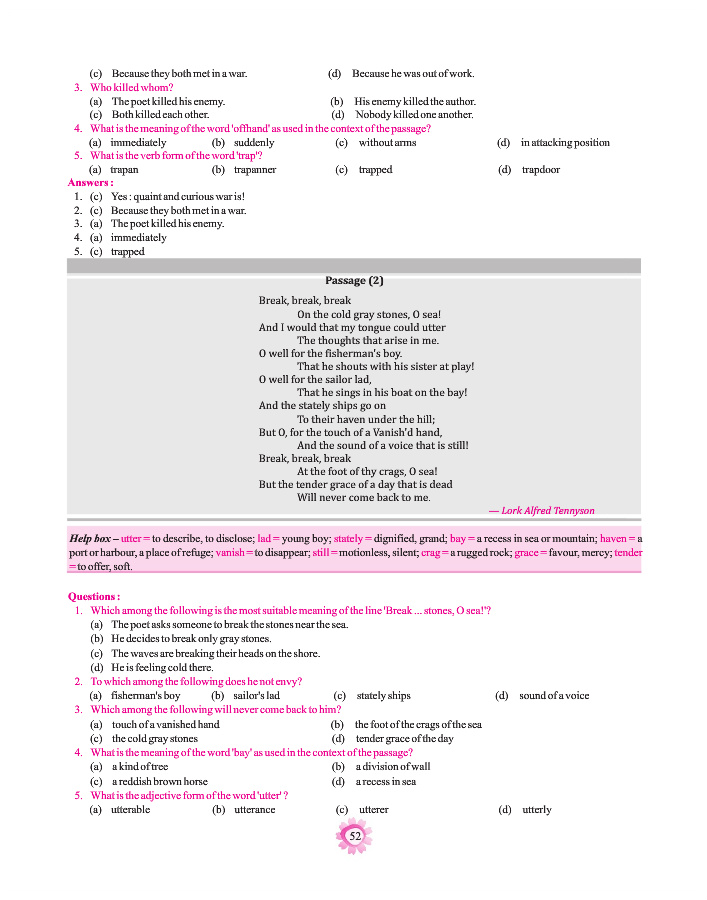 (c) Because they both met in a war. (d) Because he was out of work.
3. Who killed whom?
(a) The poet killed his enemy. (b) His enemy killed the author.
(c) Both killed each other. (d) Nobody killed one another.
4. What is the meaning of the word 'offhand' as used in the context of the passage?
(a) immediately (b) suddenly (c) without arms (d) in attacking position
5. What is the verb form of the word 'trap'?
(a) trapan (b) trapanner (c) trapped (d) trapdoor
Answers :
1. (c) Yes : quaint and curious war is!
2. (c) Because they both met in a war.
3. (a) The poet killed his enemy.
4. (a) immediately
5. (c) trapped
Passage (2)
Break, break, break
On the cold gray stones, O sea!
And I would that my tongue could utter
The thoughts that arise in me.
O well for the fisherman's boy.
That he shouts with his sister at play!
O well for the sailor lad,
That he sings in his boat on the bay!
And the stately ships go on
To their haven under the hill;
But O, for the touch of a Vanish'd hand,
And the sound of a voice that is still!
Break, break, break
At the foot of thy crags, O sea!
But the tender grace of a day that is dead
Will never come back to me.
— Lork Alfred Tennyson
Help box – utter = to describe, to disclose; lad = young boy; stately = dignified, grand; bay = a recess in sea or mountain; haven = a
port or harbour, a place of refuge; vanish = to disappear; still = motionless, silent; crag = a rugged rock; grace = favour, mercy; tender
= to offer, soft.
Questions :
1. Which among the following is the most suitable meaning of the line 'Break ... stones, O sea!'?
(a) The poet asks someone to break the stones near the sea.
(b) He decides to break only gray stones.
(c) The waves are breaking their heads on the shore.
(d) He is feeling cold there.
2. To which among the following does he not envy?
(a) fisherman's boy (b) sailor's lad (c) stately ships (d) sound of a voice
3. Which among the following will never come back to him?
(a) touch of a vanished hand (b) the foot of the crags of the sea
(c) the cold gray stones (d) tender grace of the day
4. What is the meaning of the word 'bay' as used in the context of the passage?
(a) a kind of tree (b) a division of wall
(c) a reddish brown horse (d) a recess in sea
5. What is the adjective form of the word 'utter' ?
(a) utterable (b) utterance (c) utterer (d) utterly
52